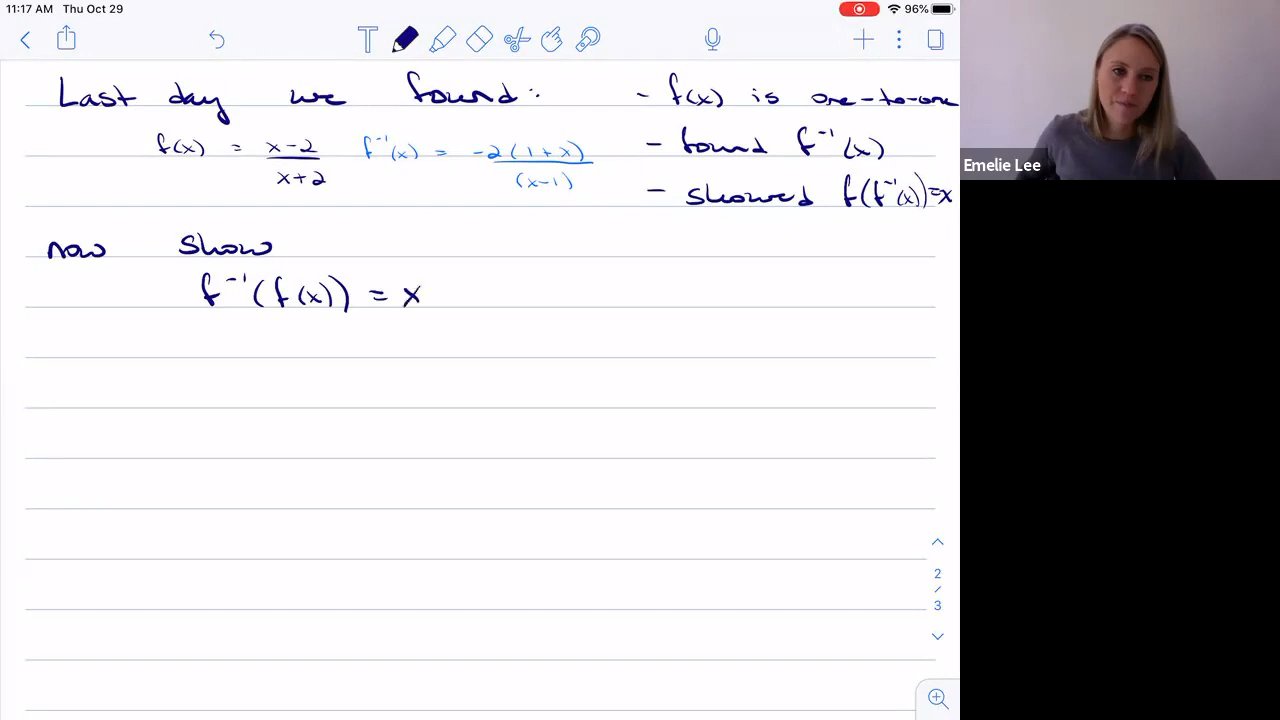 11:17 AM Thu Oct 29
96%
Last day we found:
f(x) = x-2 / x+2
f⁻¹(x) = -2(1+x) / (x-1)
- f(x) is one-to-one
- found f⁻¹(x)
- showed f(f⁻¹(x))=x
now show
f⁻¹(f(x)) = x
T
2
/
3
Emelie Lee